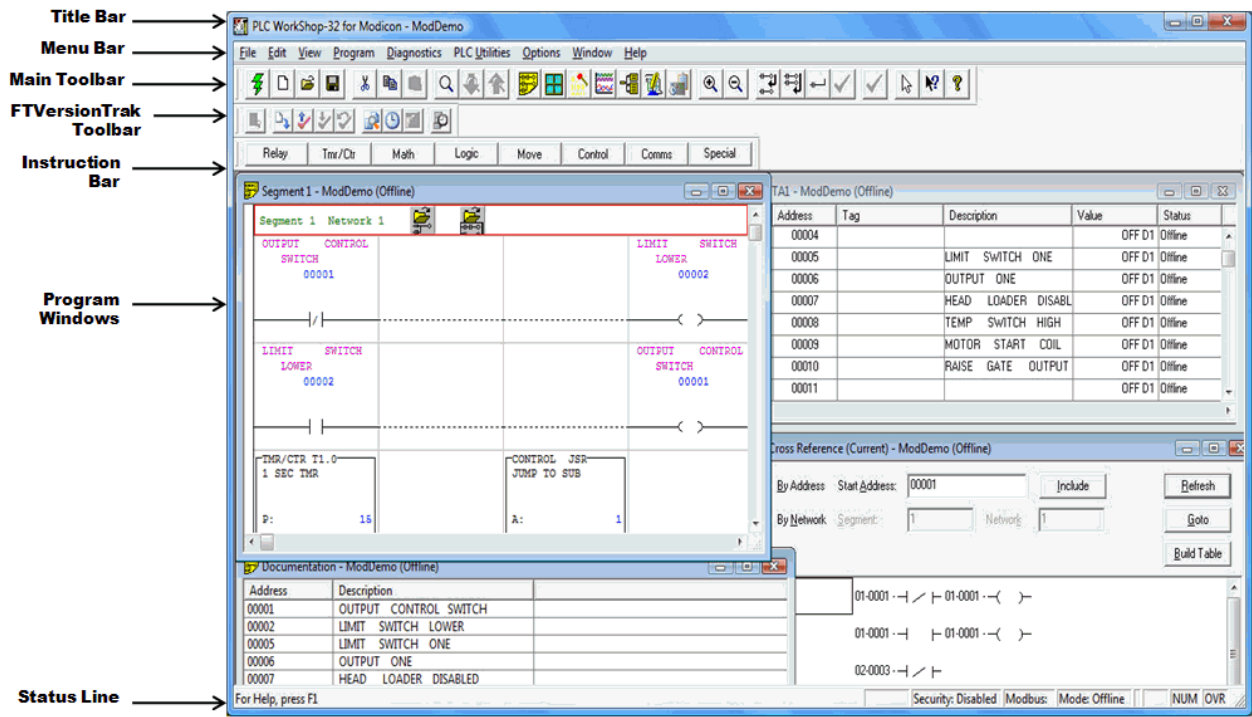 Title Bar
PLC WorkShop-32 for Modicon - ModDemo
Menu Bar
File Edit View Program Diagnostics PLC Utilities Options Window Help
Main Toolbar
FTVersionTrak
Toolbar
Instruction
Bar
Relay Tmr/Ctr Math Logic Move Control Comms Special
Program
Windows
Segment 1 - ModDemo (Offline)
Segment 1 Network 1
OUTPUT CONTROL
SWITCH
00001
LIMIT SWITCH
LOWER
00002
LIMIT SWITCH
LOWER
00002
OUTPUT CONTROL
SWITCH
00001
TMR/CTR T1.0
1 SEC TMR
P: 15
CONTROL JSR
JUMP TO SUB
A: 1
TA1 - ModDemo (Offline)
Address Tag Description Value Status
00004 OFF D1 Offline
00005 LIMIT SWITCH ONE OFF D1 Offline
00006 OUTPUT ONE OFF D1 Offline
00007 HEAD LOADER DISABL OFF D1 Offline
00008 TEMP SWITCH HIGH OFF D1 Offline
00009 MOTOR START COIL OFF D1 Offline
00010 RAISE GATE OUTPUT OFF D1 Offline
00011 OFF D1 Offline
Cross Reference (Current) - ModDemo (Offline)
By Address Start Address: 00001 Include Refresh
By Network Segment: 1 Network 1 Goto
Build Table
01-0001 - 01-0001 -
01-0001 - 01-0001 -
02-0003 -
Documentation - ModDemo (Offline)
Address Description
00001 OUTPUT CONTROL SWITCH
00002 LIMIT SWITCH LOWER
00005 LIMIT SWITCH ONE
00006 OUTPUT ONE
00007 HEAD LOADER DISABLED
Status Line
For Help, press F1 Security: Disabled Modbus: Mode: Offline NUM OVR